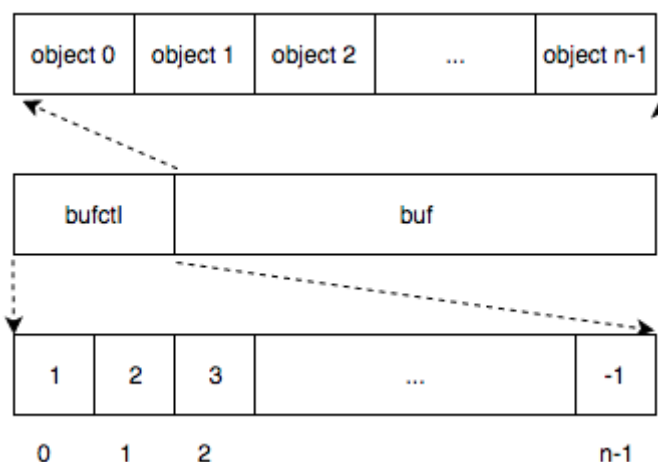 object 0 object 1 object 2 ... object n-1
bufctl buf
1 2 3 ... -1
0 1 2 n-1